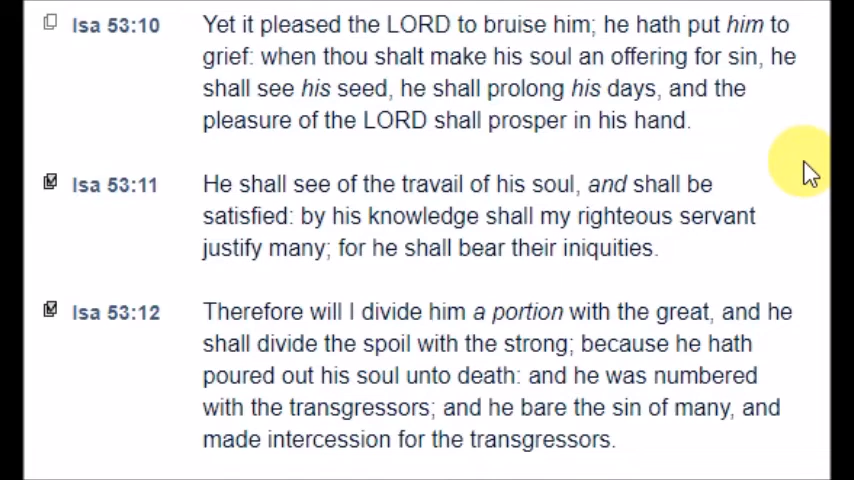 Isa 53:10 Yet it pleased the LORD to bruise him; he hath put him to
grief: when thou shalt make his soul an offering for sin, he
shall see his seed, he shall prolong his days, and the
pleasure of the LORD shall prosper in his hand.
Isa 53:11 He shall see of the travail of his soul, and shall be
satisfied: by his knowledge shall my righteous servant
justify many; for he shall bear their iniquities.
Isa 53:12 Therefore will I divide him a portion with the great, and he
shall divide the spoil with the strong; because he hath
poured out his soul unto death: and he was numbered
with the transgressors; and he bare the sin of many, and
made intercession for the transgressors.